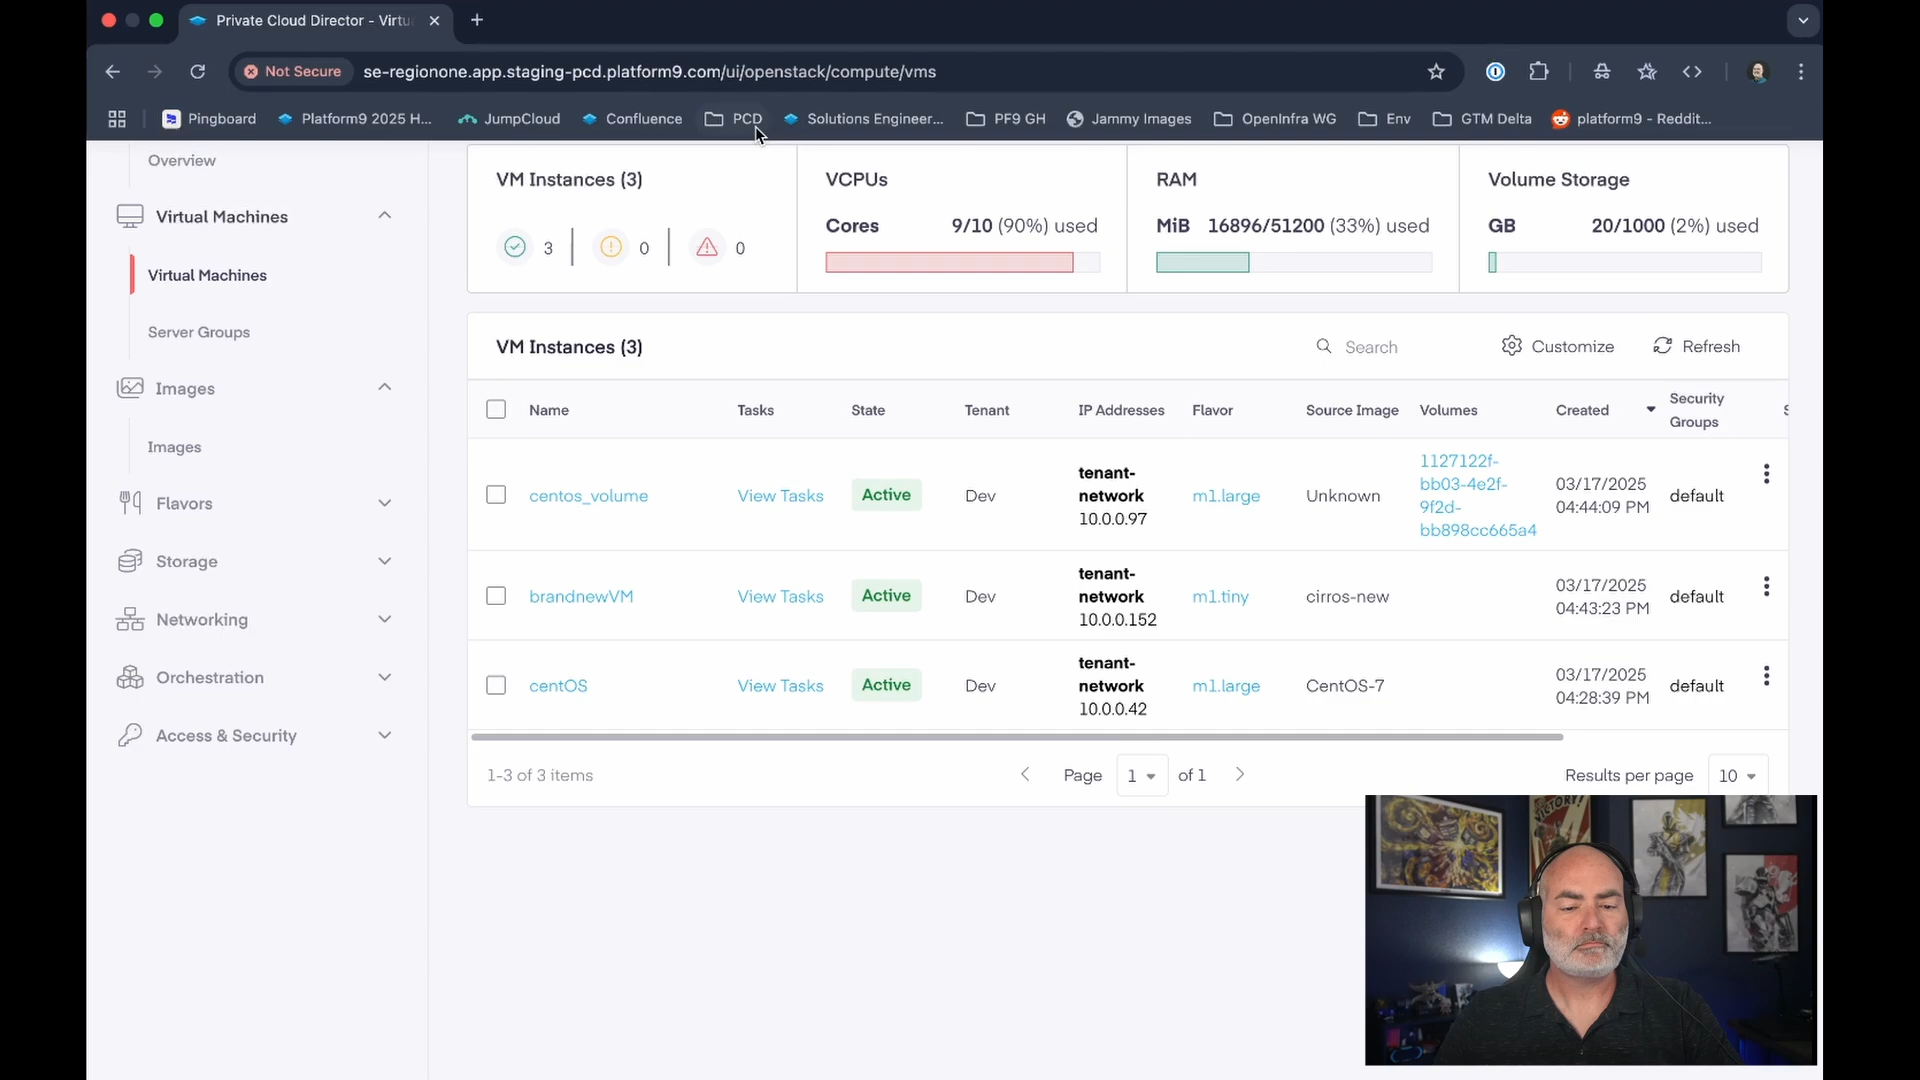 Private Cloud Director - Virtu
Not Secure
se-regionone.app.staging-pcd.platform9.com/ui/openstack/compute/vms
Pingboard
Platform9 2025 H...
JumpCloud
Confluence
PCD
Solutions Engineer...
PF9 GH
Jammy Images
OpenInfra WG
Env
GTM Delta
platform9 - Reddit...
Overview
Virtual Machines
Virtual Machines
Server Groups
Images
Images
Flavors
Storage
Networking
Orchestration
Access & Security
VM Instances (3)
3
0
0
VCPUs
Cores 9/10 (90%) used
RAM
MiB 16896/51200 (33%) used
Volume Storage
GB 20/1000 (2%) used
VM Instances (3)
Search
Customize
Refresh
Name
Tasks
State
Tenant
IP Addresses
Flavor
Source Image
Volumes
Created
Security
Groups
centos_volume
View Tasks
Active
Dev
tenant-
network
10.0.0.97
m1.large
Unknown
1127122f-
bb03-4e2f-
9f2d-
bb898cc665a4
03/17/2025
04:44:09 PM
default
brandnewVM
View Tasks
Active
Dev
tenant-
network
10.0.0.152
m1.tiny
cirros-new
03/17/2025
04:43:23 PM
default
centOS
View Tasks
Active
Dev
tenant-
network
10.0.0.42
m1.large
CentOS-7
03/17/2025
04:28:39 PM
default
1-3 of 3 items
Page 1 of 1
Results per page 10
VICTORY!